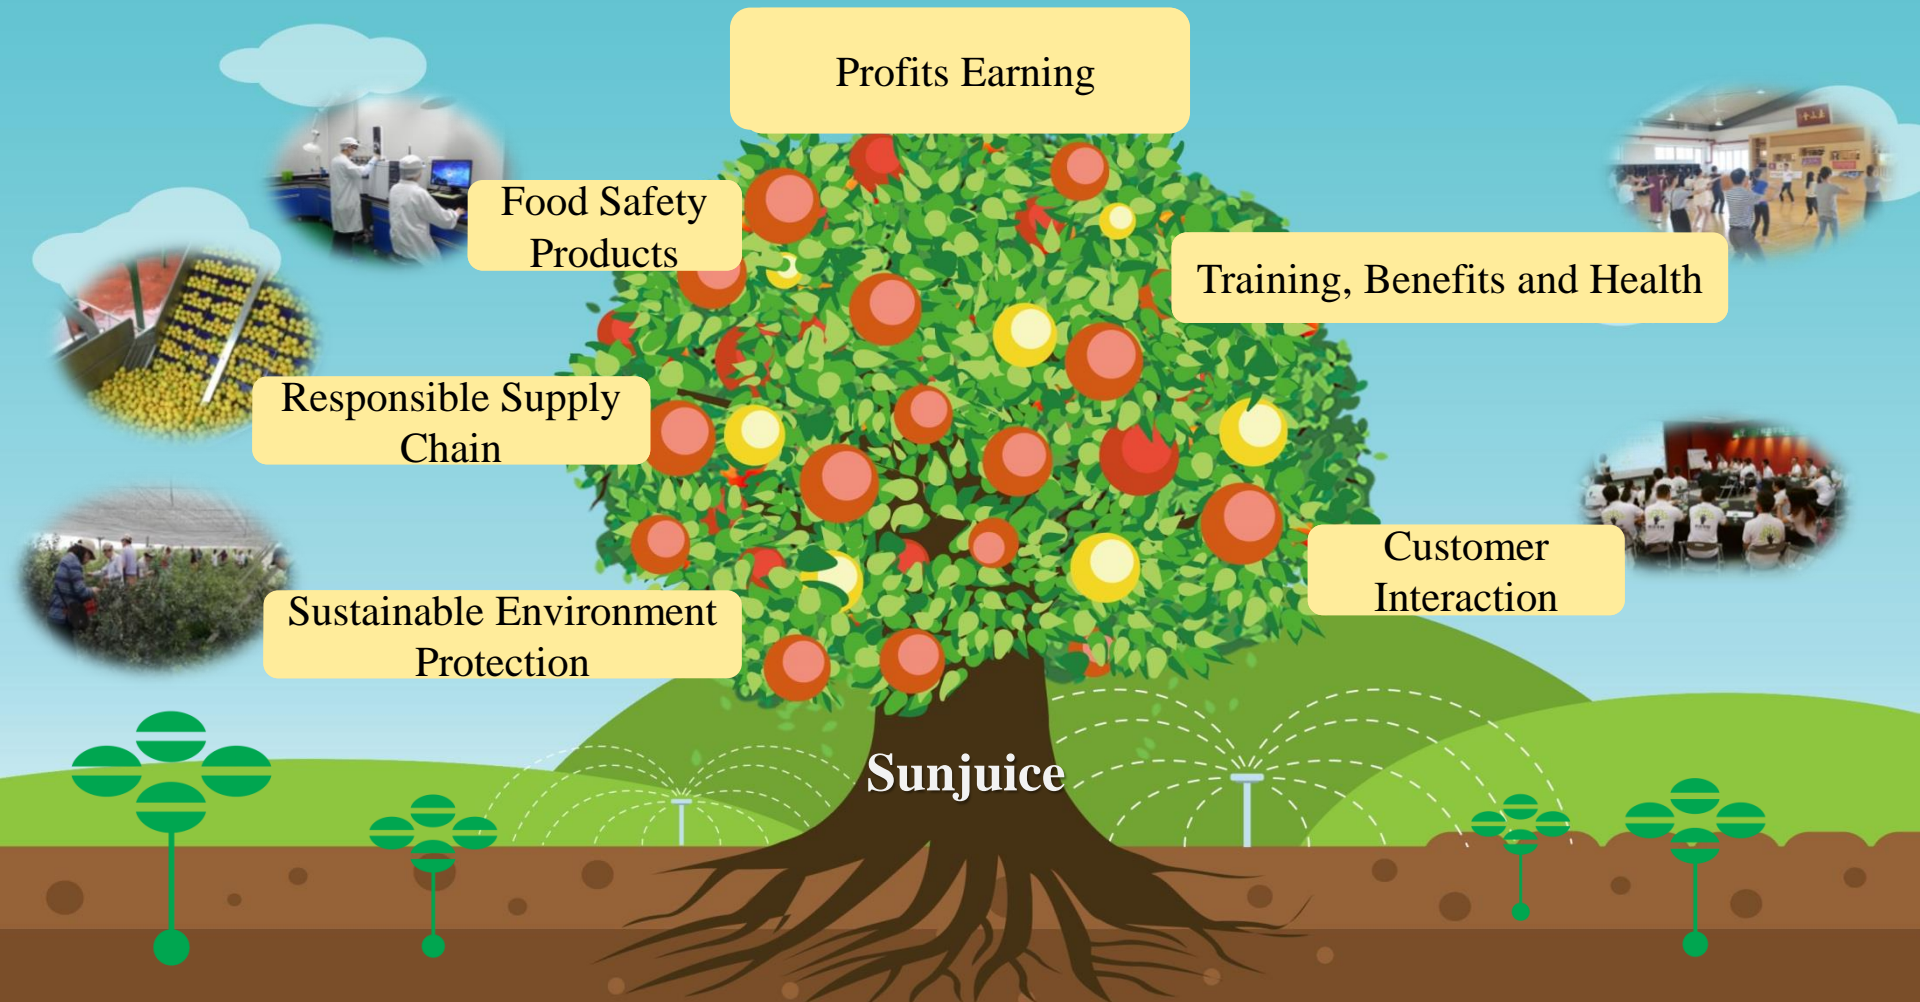 Profits Earning
Food Safety
Products
Training, Benefits and Health
Responsible Supply
Chain
Customer
Interaction
Sustainable Environment
Protection
Sunjuice